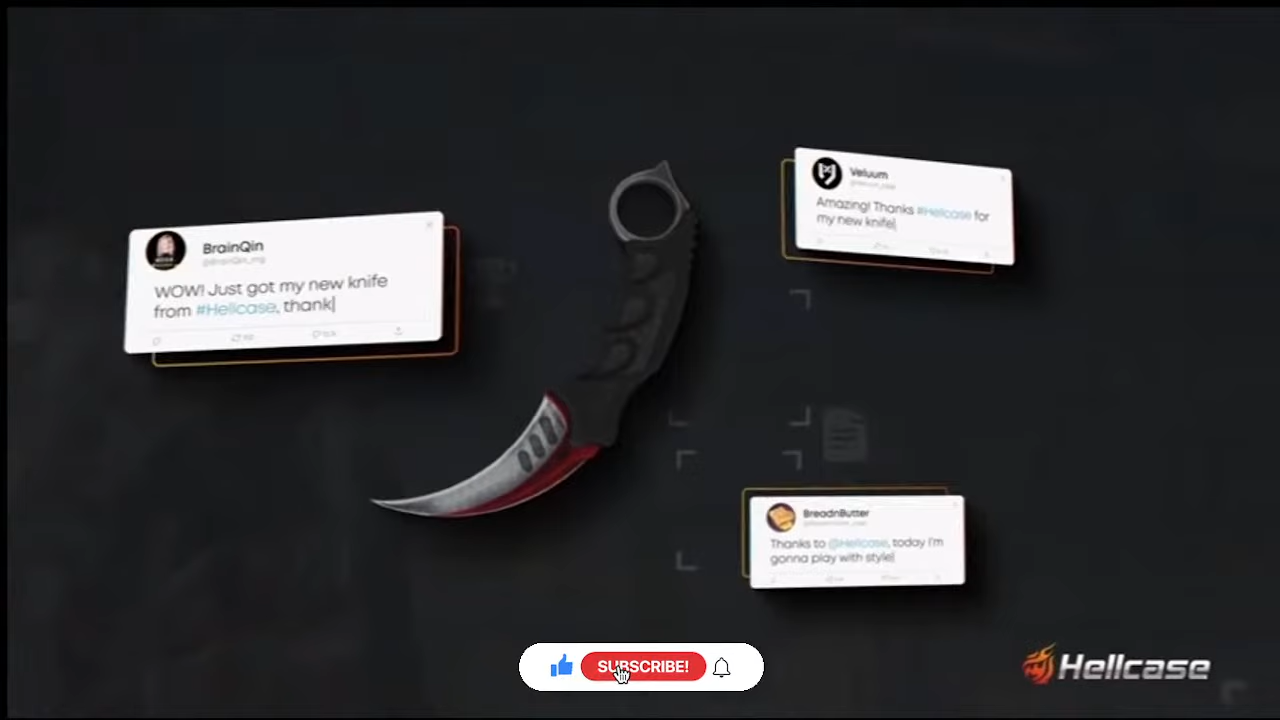 BrainQin
WOW! Just got my new knife
from #Hellcase, thank
Veluum
Amazing! Thanks #Hellcase for
my new knife
BreadnButter
Thanks to @Hellcase, today I'm
gonna play with style
SUBSCRIBE!
Hellcase